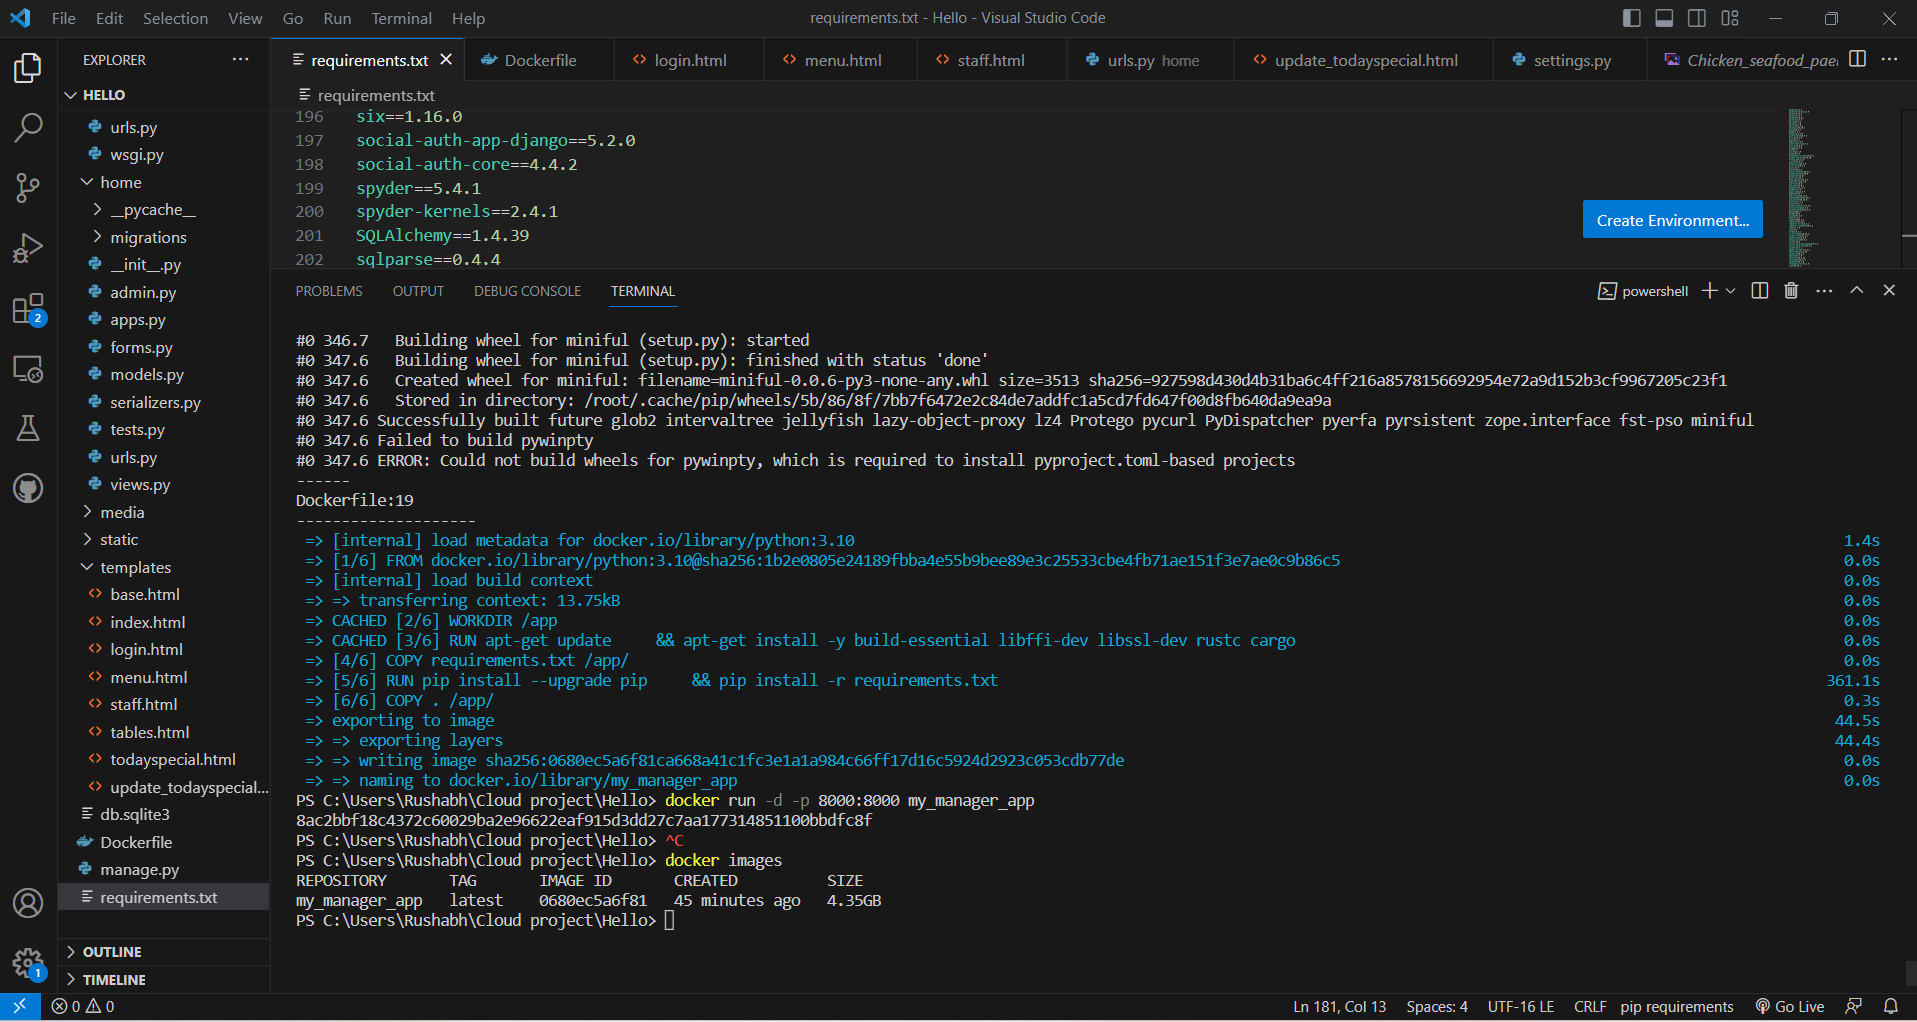 File Edit Selection View Go Run Terminal Help
requirements.txt - Hello - Visual Studio Code
EXPLORER
requirements.txt
Dockerfile
login.html
menu.html
staff.html
urls.py home
update_todayspecial.html
settings.py
Chicken_seafood_pae
HELLO
urls.py
wsgi.py
home
__pycache__
migrations
__init__.py
admin.py
apps.py
forms.py
models.py
serializers.py
tests.py
urls.py
views.py
media
static
templates
base.html
index.html
login.html
menu.html
staff.html
tables.html
todayspecial.html
update_todayspecial...
db.sqlite3
Dockerfile
manage.py
requirements.txt
OUTLINE
TIMELINE
2
1
requirements.txt
196 six==1.16.0
197 social-auth-app-django==5.2.0
198 social-auth-core==4.4.2
199 spyder==5.4.1
200 spyder-kernels==2.4.1
201 SQLAlchemy==1.4.39
202 sqlparse==0.4.4
Create Environment...
PROBLEMS OUTPUT DEBUG CONSOLE TERMINAL
powershell
#0 346.7   Building wheel for miniful (setup.py): started
#0 347.6   Building wheel for miniful (setup.py): finished with status 'done'
#0 347.6   Created wheel for miniful: filename=miniful-0.0.6-py3-none-any.whl size=3513 sha256=927598d430d4b31ba6c4ff216a8578156692954e72a9d152b3cf9967205c23f1
#0 347.6   Stored in directory: /root/.cache/pip/wheels/5b/86/8f/7bb7f6472e2c84de7addfc1a5cd7fd647f00d8fb640da9ea9a
#0 347.6 Successfully built future glob2 intervaltree jellyfish lazy-object-proxy lz4 Protego pycurl PyDispatcher pyerfa pyrsistent zope.interface fst-pso miniful
#0 347.6 Failed to build pywinpty
#0 347.6 ERROR: Could not build wheels for pywinpty, which is required to install pyproject.toml-based projects
------
Dockerfile:19
--------------------
=> [internal] load metadata for docker.io/library/python:3.10 1.4s
=> [1/6] FROM docker.io/library/python:3.10@sha256:1b2e0805e24189fbba4e55b9bee89e3c25533cbe4fb71ae151f3e7ae0c9b86c5 0.0s
=> [internal] load build context 0.0s
=> => transferring context: 13.75kB 0.0s
=> CACHED [2/6] WORKDIR /app 0.0s
=> CACHED [3/6] RUN apt-get update     && apt-get install -y build-essential libffi-dev libssl-dev rustc cargo 0.0s
=> [4/6] COPY requirements.txt /app/ 0.0s
=> [5/6] RUN pip install --upgrade pip     && pip install -r requirements.txt 361.1s
=> [6/6] COPY . /app/ 0.3s
=> exporting to image 44.5s
=> => exporting layers 44.4s
=> => writing image sha256:0680ec5a6f81ca668a41c1fc3e1a1a984c66ff17d16c5924d2923c053cdb77de 0.0s
=> => naming to docker.io/library/my_manager_app 0.0s
PS C:\Users\Rushabh\Cloud project\Hello> docker run -d -p 8000:8000 my_manager_app
8ac2bbf18c4372c60029ba2e96622eaf915d3dd27c7aa177314851100bbdfc8f
PS C:\Users\Rushabh\Cloud project\Hello> ^C
PS C:\Users\Rushabh\Cloud project\Hello> docker images
REPOSITORY TAG IMAGE ID CREATED SIZE
my_manager_app latest 0680ec5a6f81 45 minutes ago 4.35GB
PS C:\Users\Rushabh\Cloud project\Hello>
0 0 Ln 181, Col 13 Spaces: 4 UTF-16 LE CRLF pip requirements Go Live